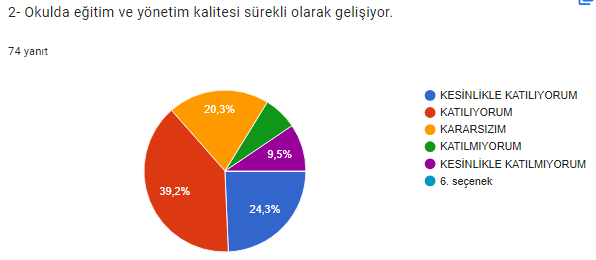 2- Okulda eğitim ve yönetim kalitesi sürekli olarak gelişiyor.
74 yanıt
20,3%
9,5%
39,2%
24,3%
KESİNLİKLE KATILIYORUM
KATILIYORUM
KARARSIZIM
KATILMIYORUM
KESİNLİKLE KATILMIYORUM
6. seçenek